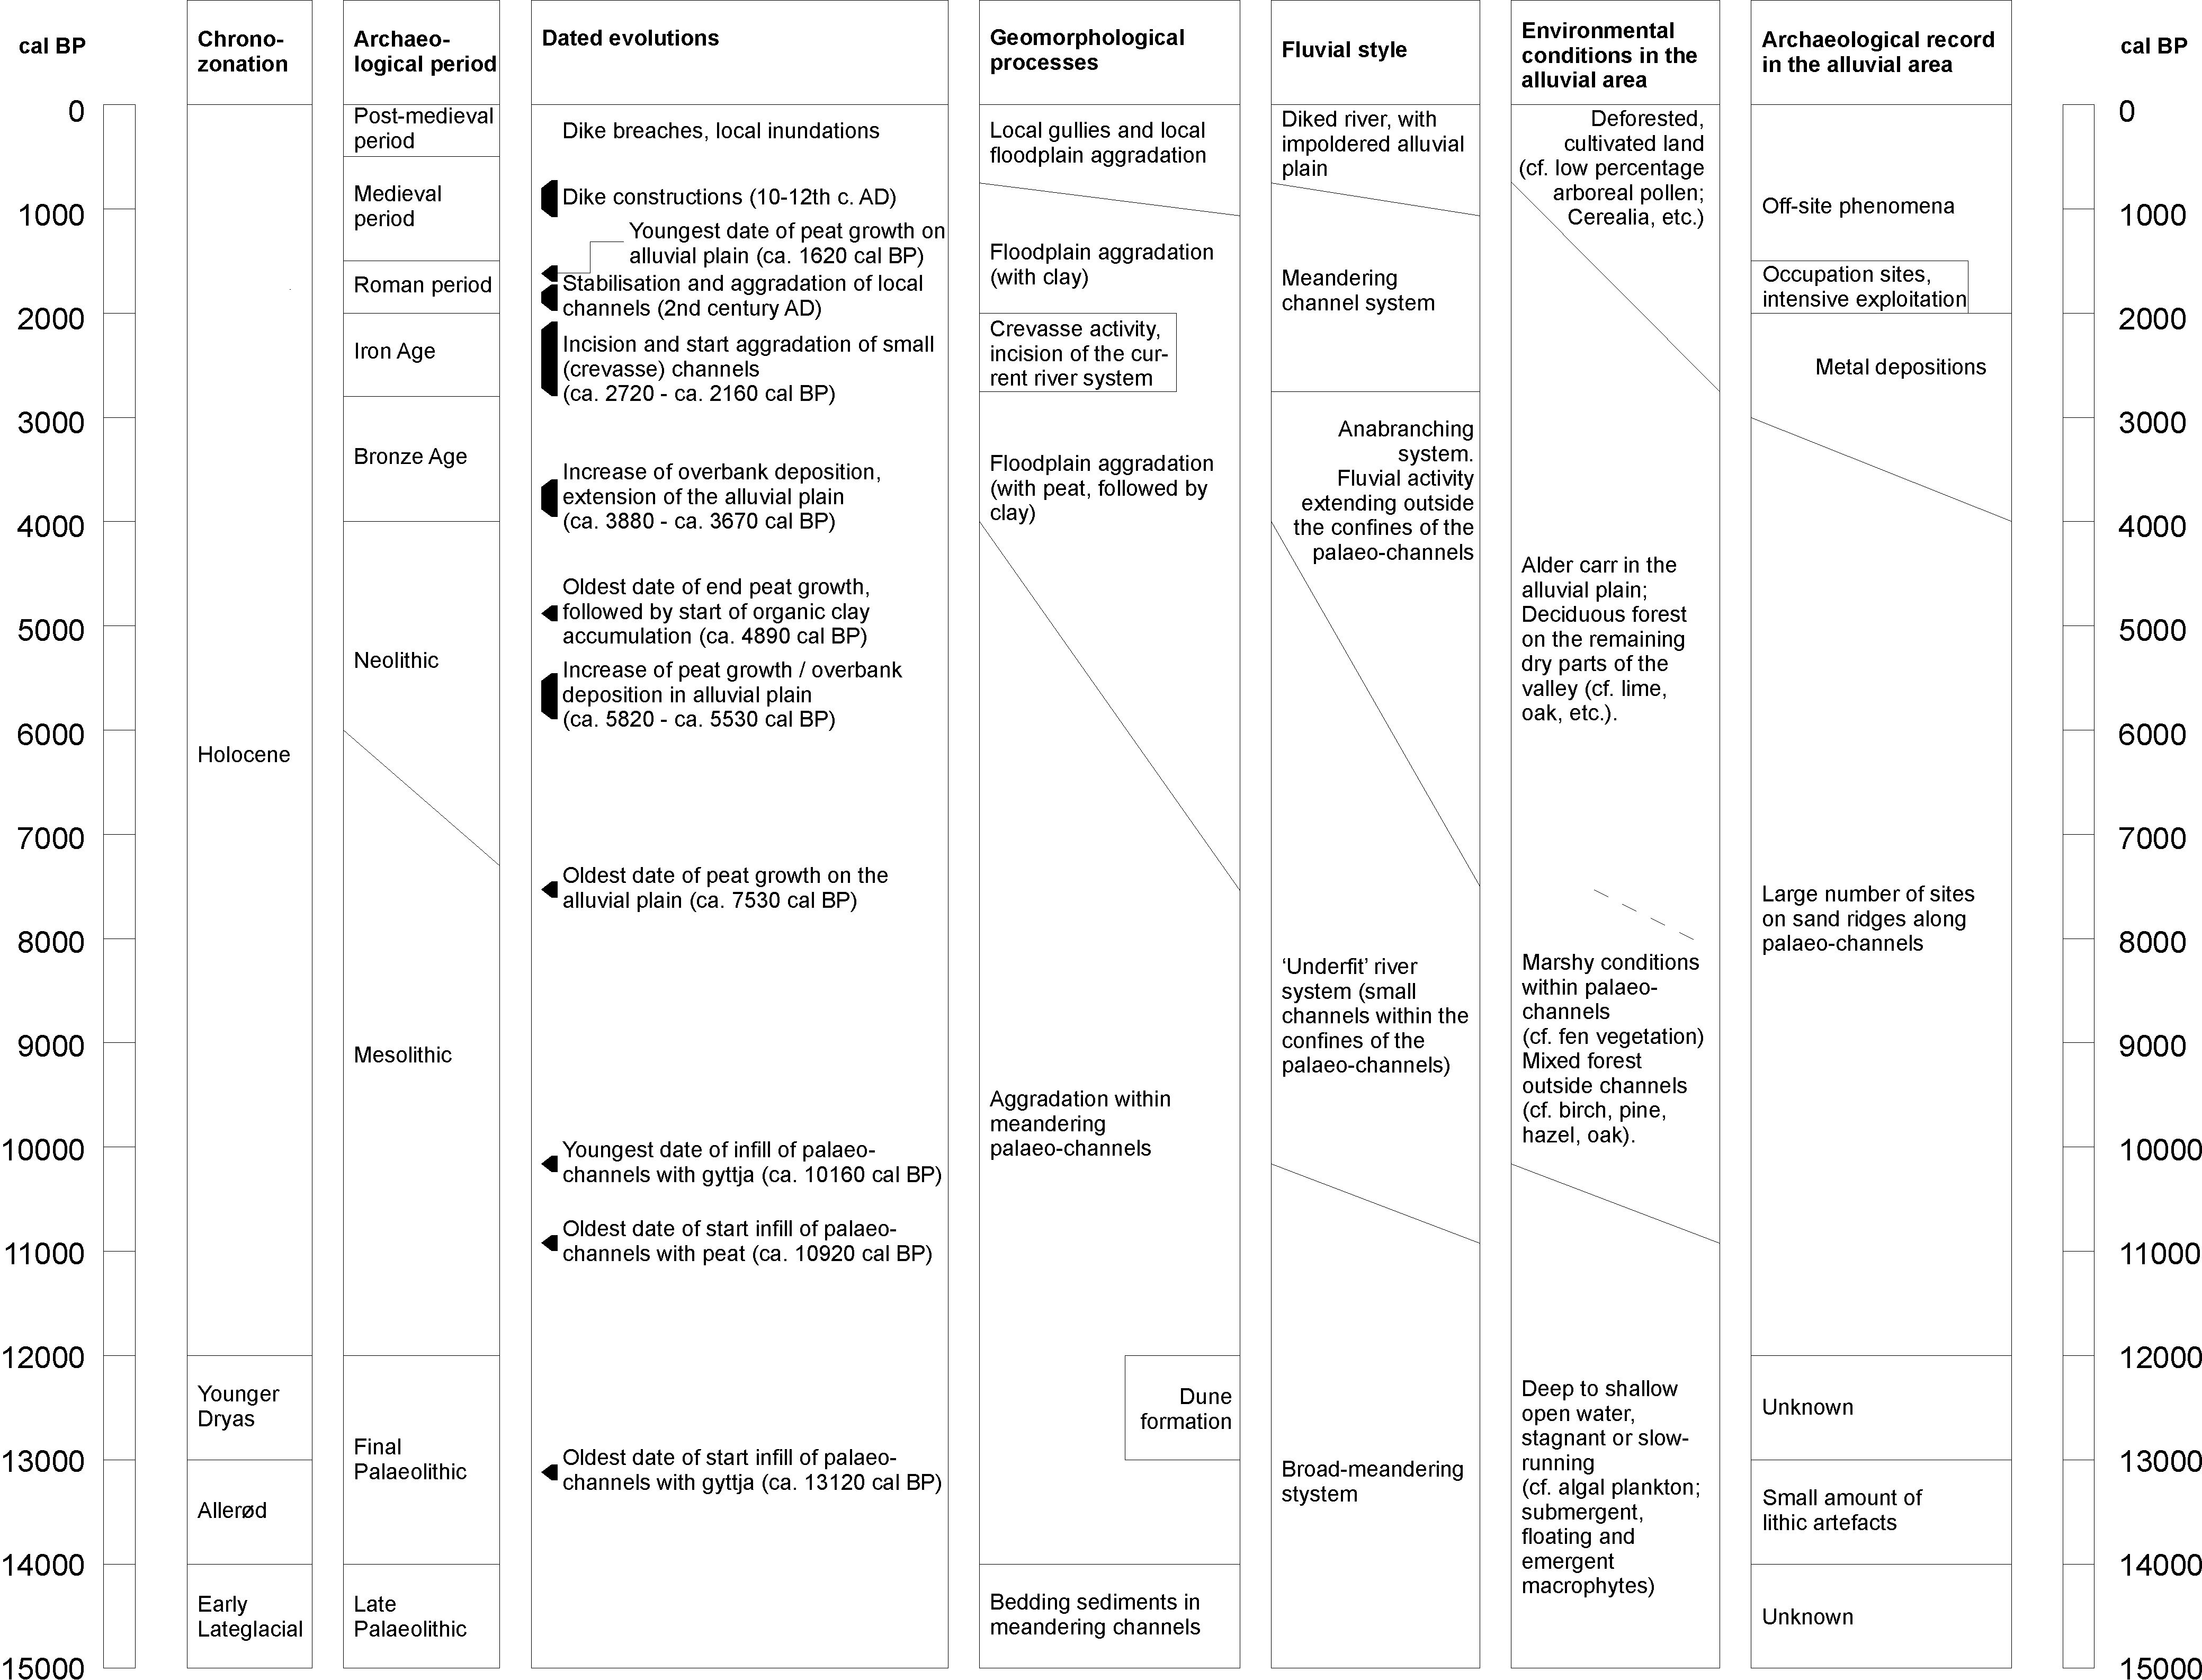 cal BP
0
1000
2000
3000
4000
5000
6000
7000
8000
9000
10000
11000
12000
13000
14000
15000
Chrono-
zonation
Holocene
Younger
Dryas
Allerød
Early
Lateglacial
Archaeo-
logical period
Post-medieval
period
Medieval
period
Roman period
Iron Age
Bronze Age
Neolithic
Mesolithic
Final
Palaeolithic
Late
Palaeolithic
Dated evolutions
Dike breaches, local inundations
Dike constructions (10-12th c. AD)
Youngest date of peat growth on
alluvial plain (ca. 1620 cal BP)
Stabilisation and aggradation of local
channels (2nd century AD)
Incision and start aggradation of small
(crevasse) channels
(ca. 2720 - ca. 2160 cal BP)
Increase of overbank deposition,
extension of the alluvial plain
(ca. 3880 - ca. 3670 cal BP)
Oldest date of end peat growth,
followed by start of organic clay
accumulation (ca. 4890 cal BP)
Increase of peat growth / overbank
deposition in alluvial plain
(ca. 5820 - ca. 5530 cal BP)
Oldest date of peat growth on the
alluvial plain (ca. 7530 cal BP)
Youngest date of infill of palaeo-
channels with gyttja (ca. 10160 cal BP)
Oldest date of start infill of palaeo-
channels with peat (ca. 10920 cal BP)
Oldest date of start infill of palaeo-
channels with gyttja (ca. 13120 cal BP)
Geomorphological
processes
Local gullies and local
floodplain aggradation
Floodplain aggradation
(with clay)
Crevasse activity,
incision of the cur-
rent river system
Floodplain aggradation
(with peat, followed by
clay)
Aggradation within
meandering
palaeo-channels
Dune
formation
Bedding sediments in
meandering channels
Fluvial style
Diked river, with
impoldered alluvial
plain
Meandering
channel system
Anabranching
system.
Fluvial activity
extending outside
the confines of the
palaeo-channels
‘Underfit’ river
system (small
channels within the
confines of the
palaeo-channels)
Broad-meandering
stystem
Environmental
conditions in the
alluvial area
Deforested,
cultivated land
(cf. low percentage
arboreal pollen;
Cerealia, etc.)
Alder carr in the
alluvial plain;
Deciduous forest
on the remaining
dry parts of the
valley (cf. lime,
oak, etc.).
Marshy conditions
within palaeo-
channels
(cf. fen vegetation)
Mixed forest
outside channels
(cf. birch, pine,
hazel, oak).
Deep to shallow
open water,
stagnant or slow-
running
(cf. algal plankton;
submergent,
floating and
emergent
macrophytes)
Archaeological record
in the alluvial area
Off-site phenomena
Occupation sites,
intensive exploitation
Metal depositions
Large number of sites
on sand ridges along
palaeo-channels
Unknown
Small amount of
lithic artefacts
Unknown
cal BP
0
1000
2000
3000
4000
5000
6000
7000
8000
9000
10000
11000
12000
13000
14000
15000